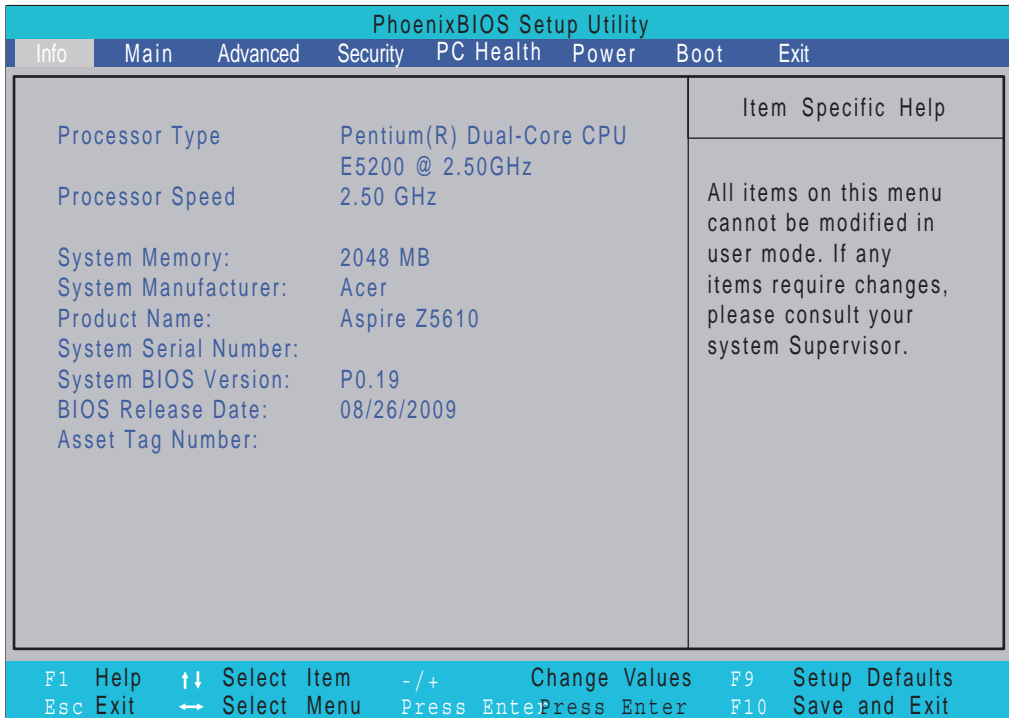 PhoenixBIOS Setup Utility
Info Main Advanced Security PC Health Power Boot Exit
Processor Type Pentium(R) Dual-Core CPU
E5200 @ 2.50GHz
Processor Speed 2.50 GHz
System Memory: 2048 MB
System Manufacturer: Acer
Product Name: Aspire Z5610
System Serial Number:
System BIOS Version: P0.19
BIOS Release Date: 08/26/2009
Asset Tag Number:
Item Specific Help
All items on this menu
cannot be modified in
user mode. If any
items require changes,
please consult your
system Supervisor.
F1 Help ↑↓ Select Item -/+ Change Values F9 Setup Defaults
Esc Exit ↔ Select Menu Press Enter Press Enter F10 Save and Exit